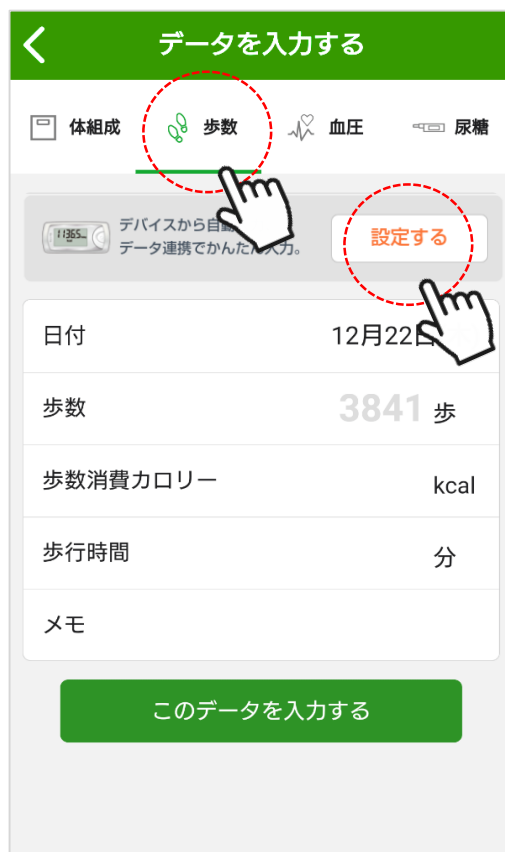 データを入力する
体組成
歩数
血圧
尿糖
デバイスから自動
データ連携でかんたん入力。
設定する
日付
12月22日
歩数
3841 歩
歩数消費カロリー
kcal
歩行時間
分
メモ
このデータを入力する